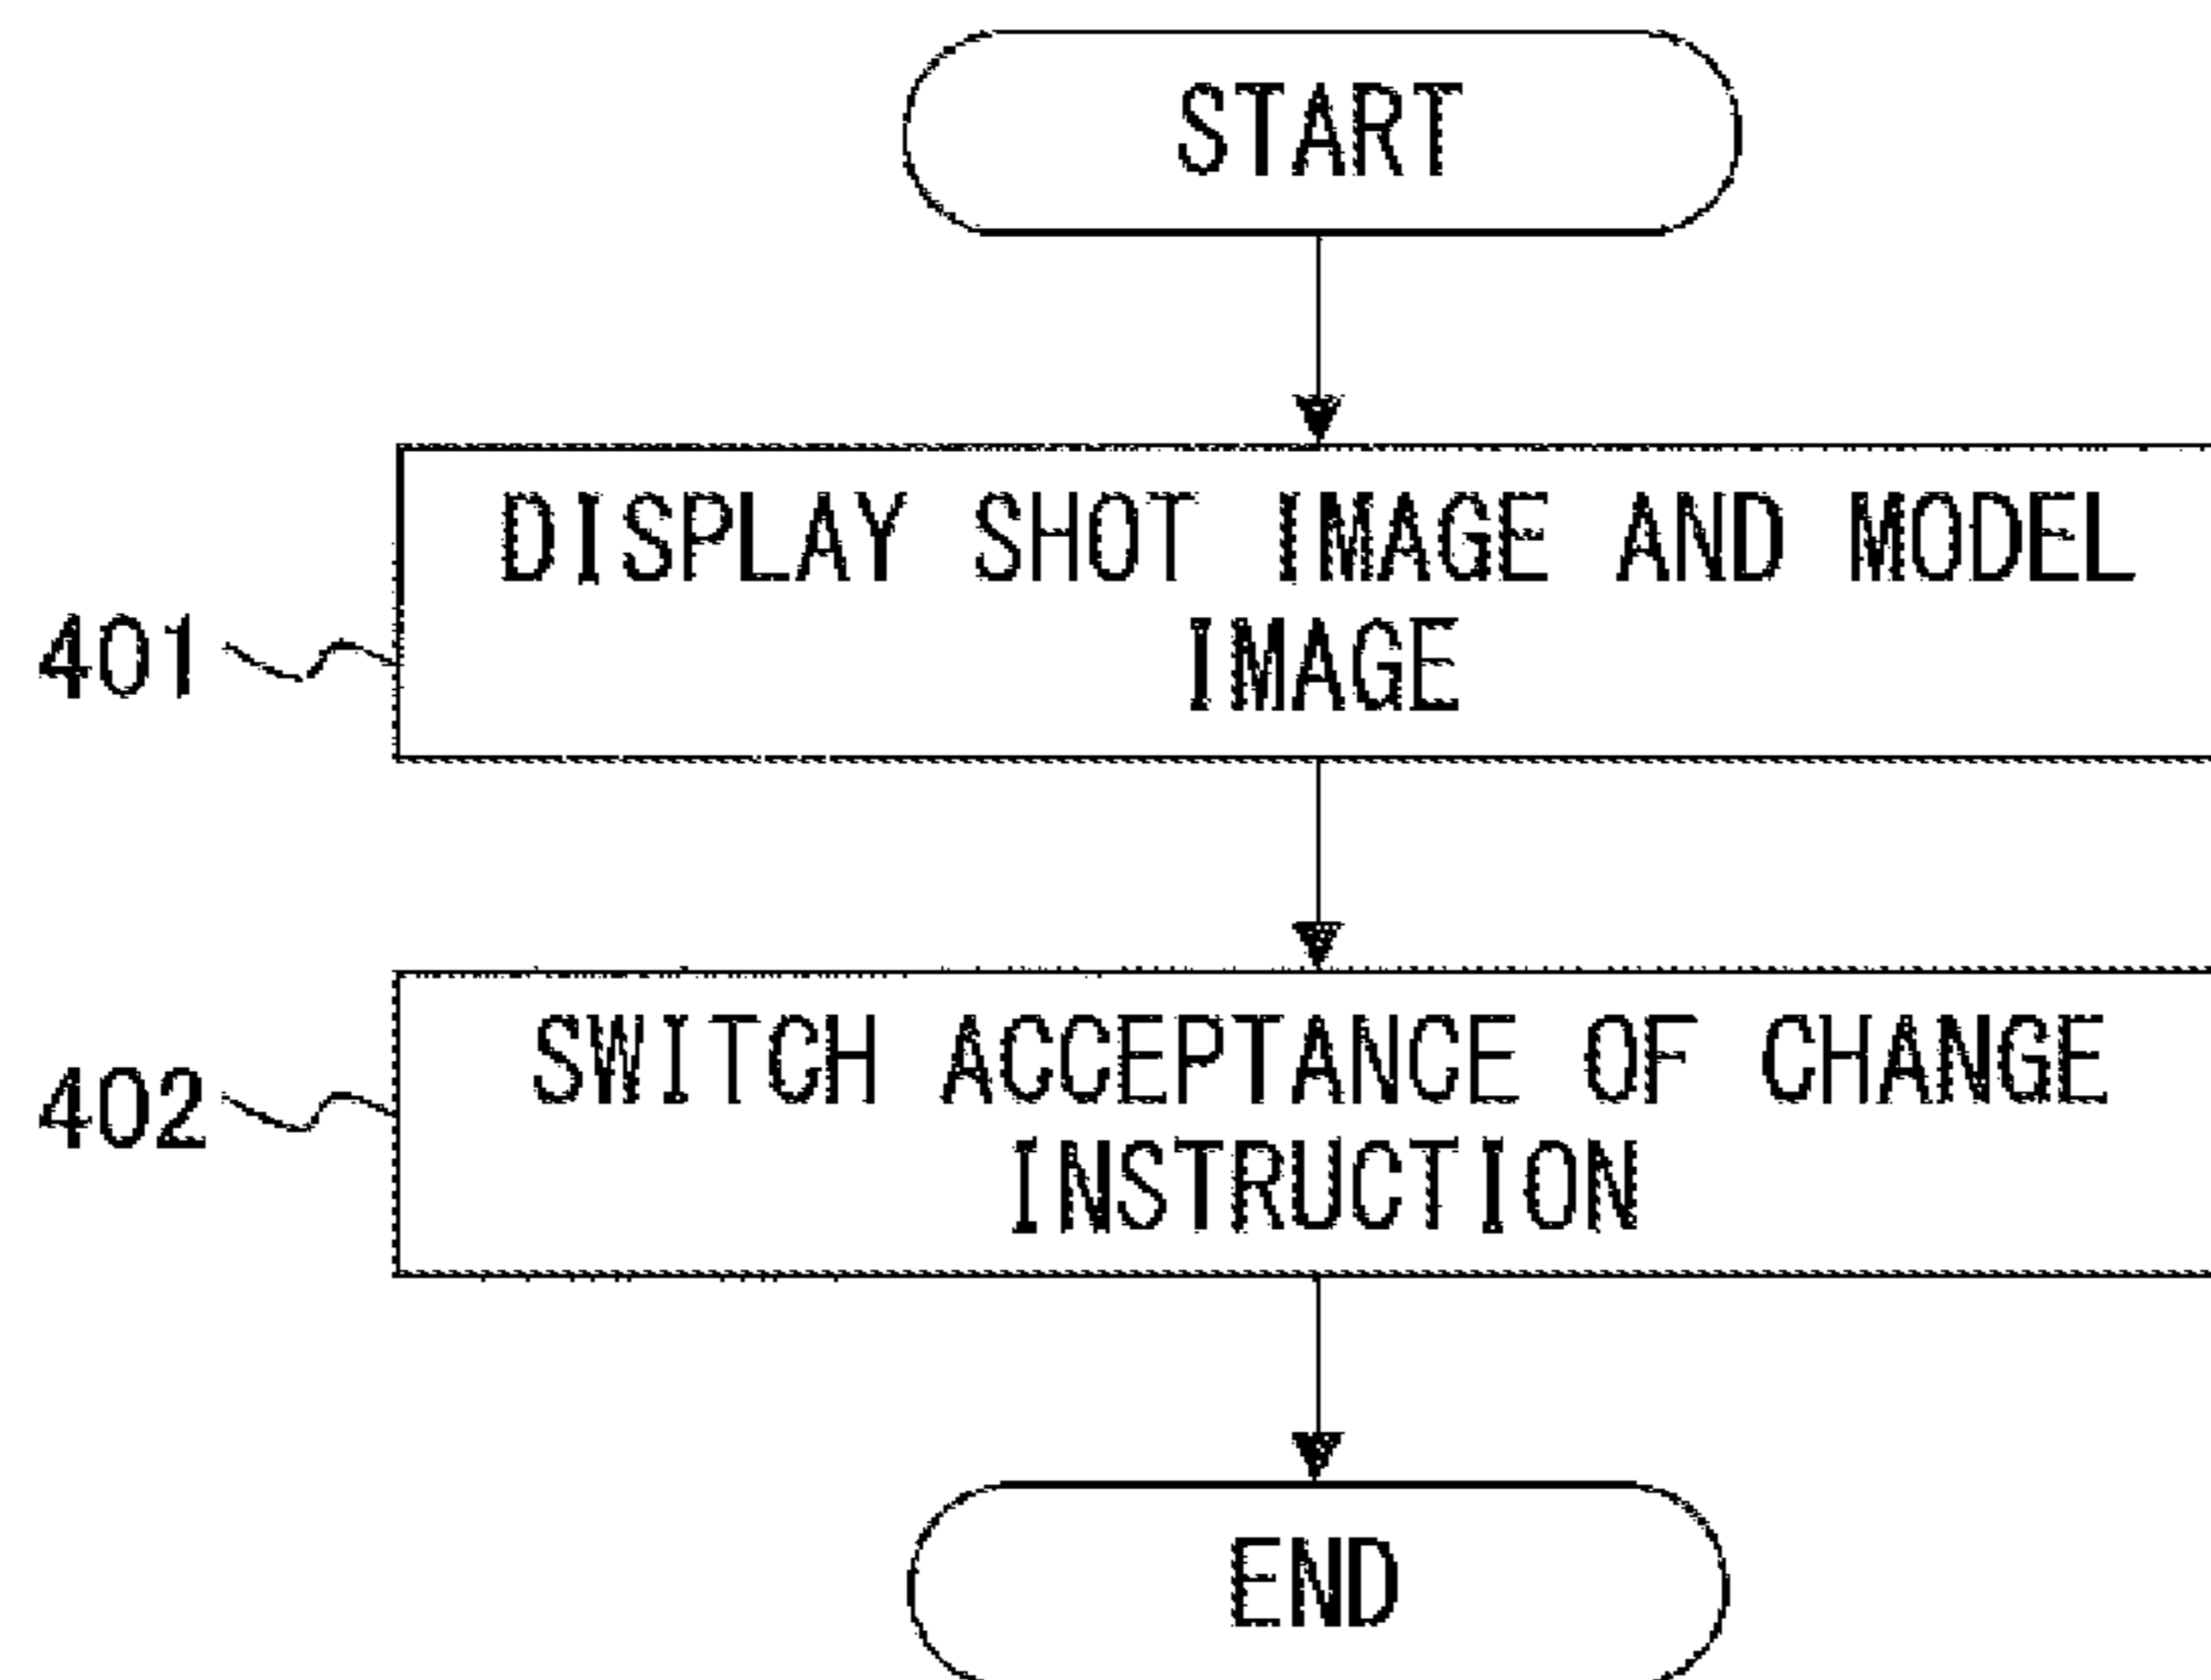 START
DISPLAY SHOT IMAGE AND MODEL
IMAGE
401
SWITCH ACCEPTANCE OF CHANGE
INSTRUCTION
402
END